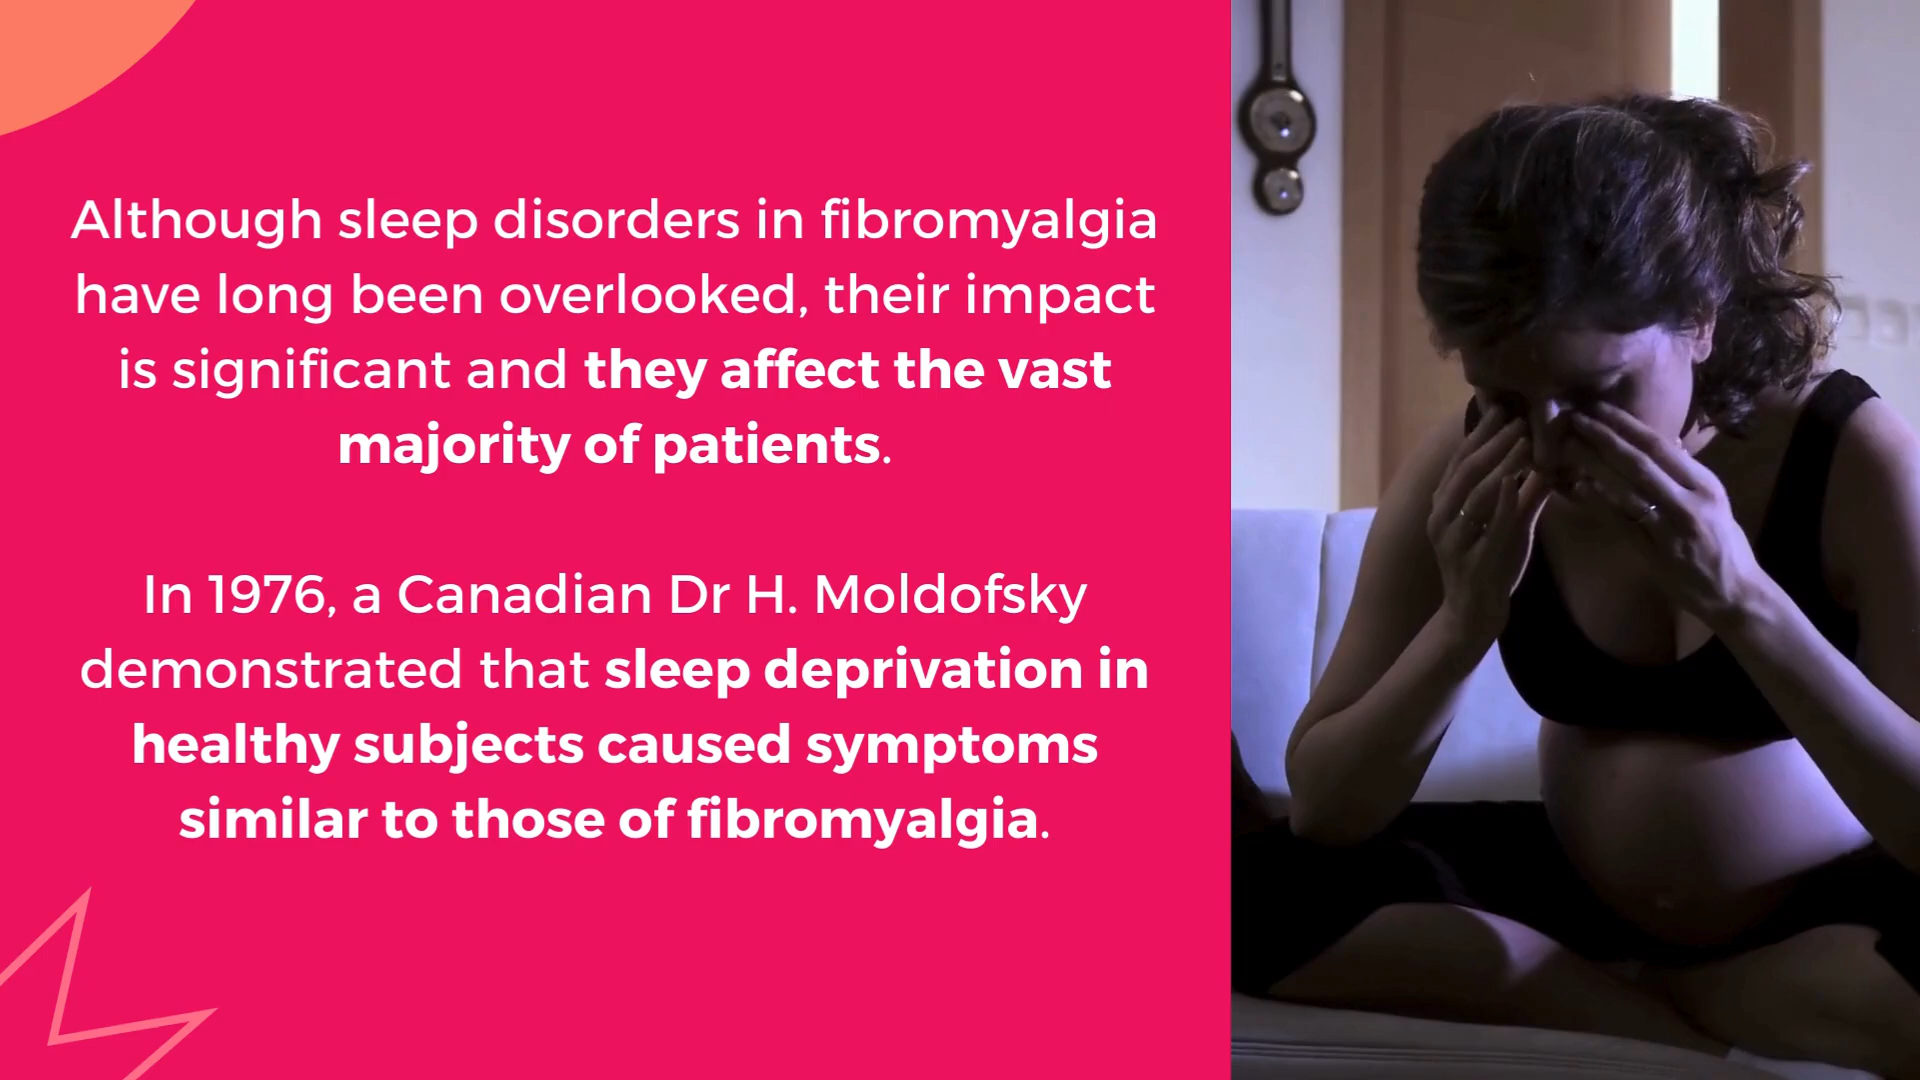 Although sleep disorders in fibromyalgia
have long been overlooked, their impact
is significant and they affect the vast
majority of patients.
In 1976, a Canadian Dr H. Moldofsky
demonstrated that sleep deprivation in
healthy subjects caused symptoms
similar to those of fibromyalgia.